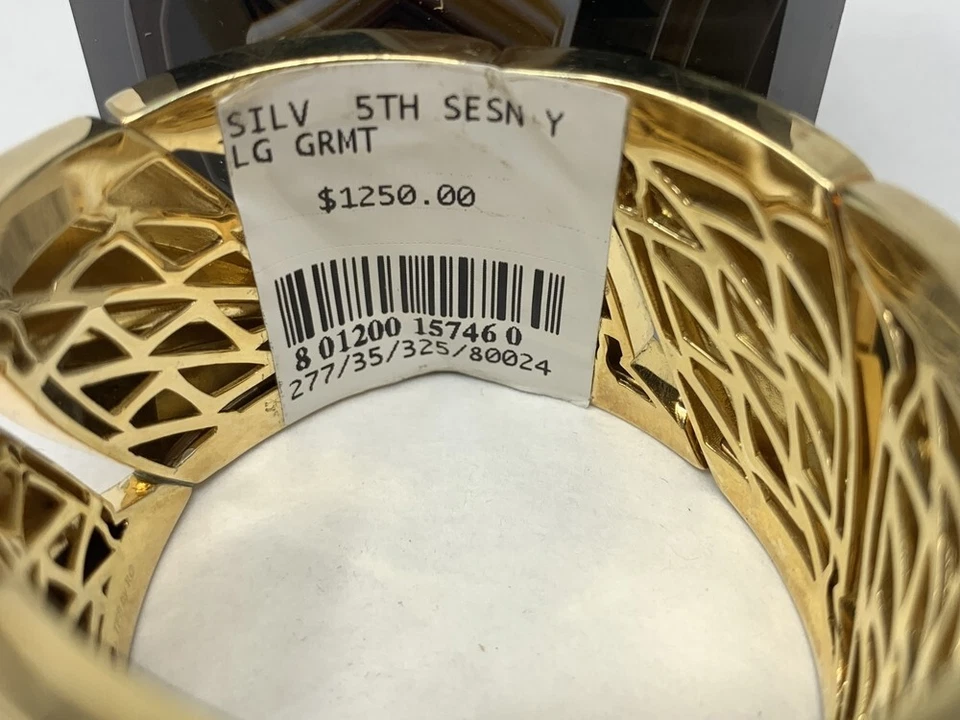 SILV 5TH SESN Y
LG GRMT
$1250.00
8 01200 15746 0
277/35/325/80024